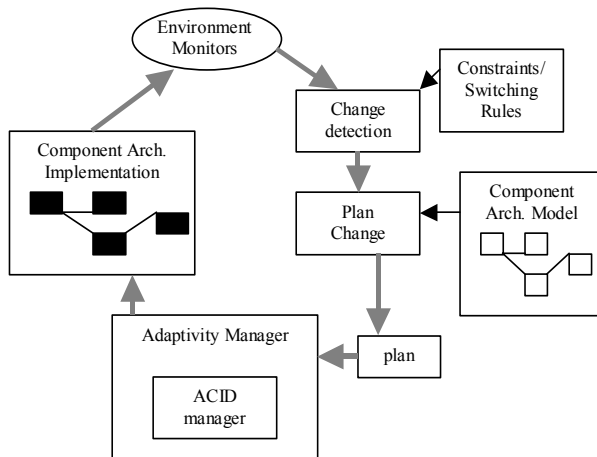 Environment
Monitors
Constraints/
Switching
Rules
Change
detection
Component Arch.
Implementation
Plan
Change
Component
Arch. Model
Adaptivity Manager
plan
ACID
manager